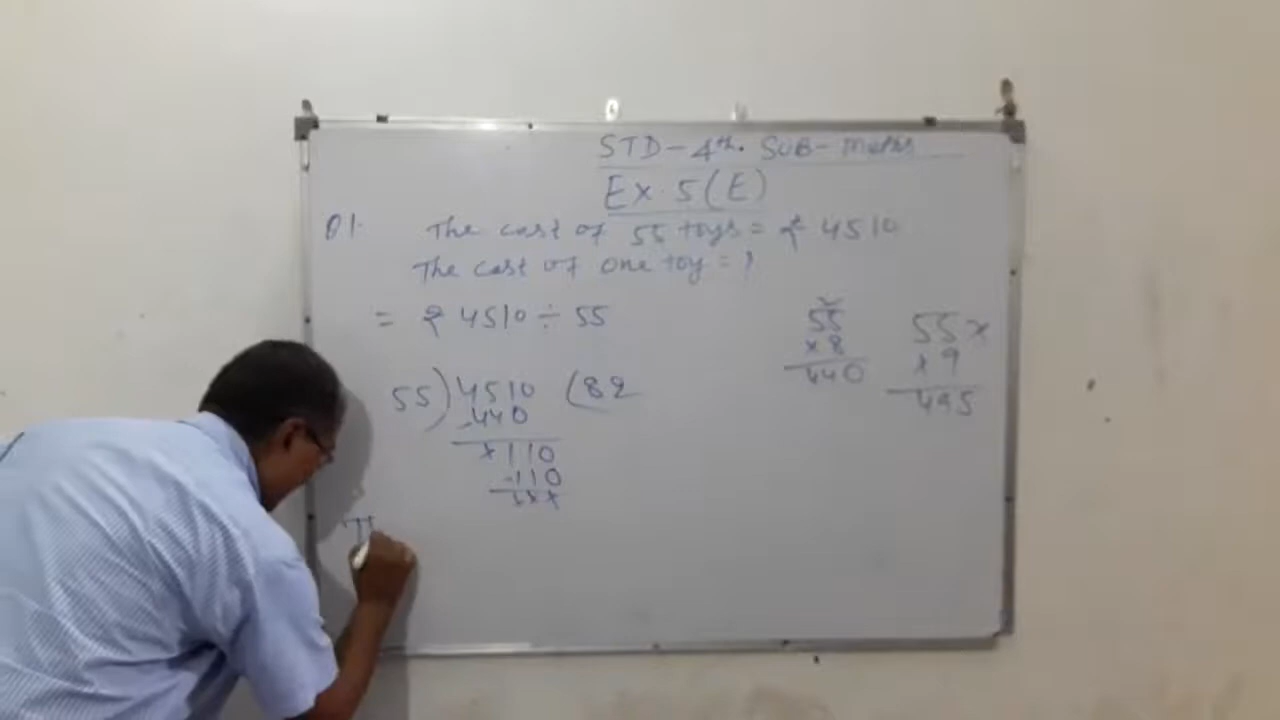 STD-4th. SUB-Maths
Ex. 5(E)
Q1. The cost of 55 toys = ₹ 4510
The cost of one toy = ?
= ₹ 4510 ÷ 55
55)4510(82
-440
×110
-110
×××
55
×8
440
55×
×9
495